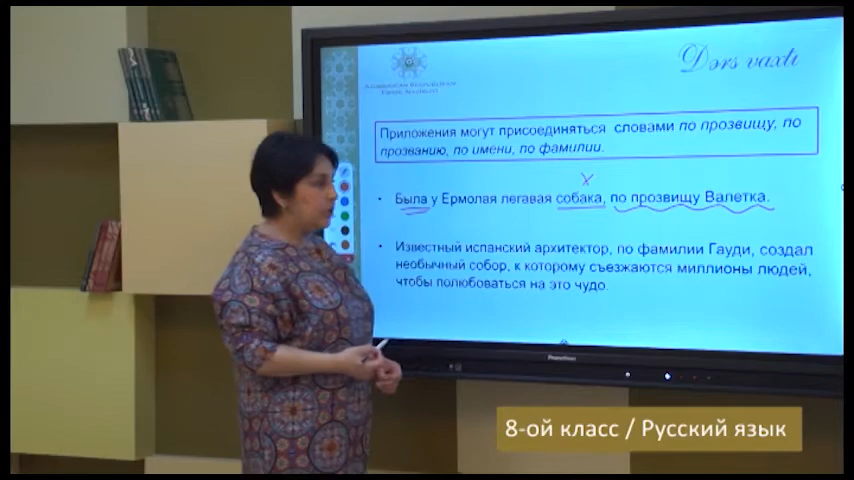 Dərs vaxtı
Приложения могут присоединяться словами по прозвищу, по
прозванию, по имени, по фамилии.
• Была у Ермолая легавая собака, по прозвищу Валетка.
• Известный испанский архитектор, по фамилии Гауди, создал
необычный собор, к которому съезжаются миллионы людей,
чтобы полюбоваться на это чудо.
8-ой класс / Русский язык